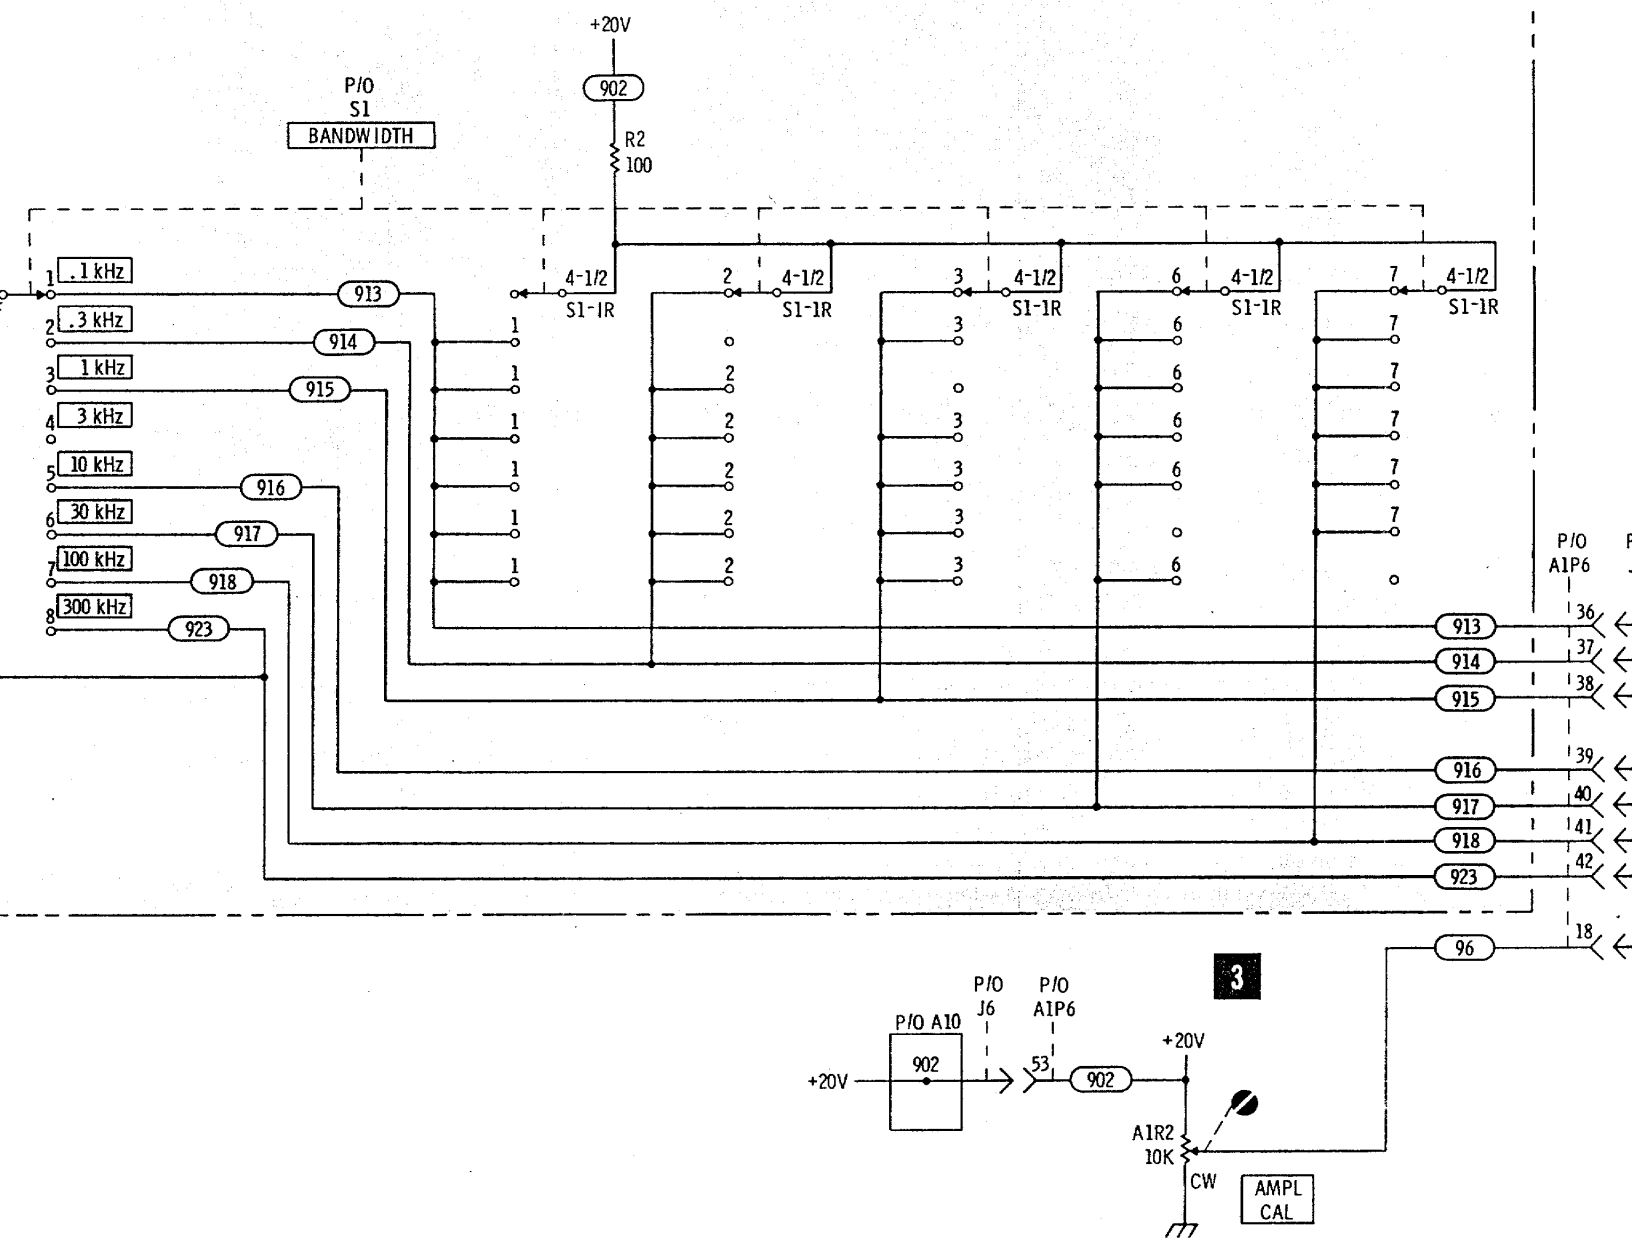 +20V
902
P/O
S1
BANDWIDTH
R2
100
1 .1 kHz
913
4-1/2
S1-1R
2
4-1/2
S1-1R
3
4-1/2
S1-1R
6
4-1/2
S1-1R
7
4-1/2
S1-1R
2 .3 kHz
914
1
3
6
7
3 1 kHz
915
1
2
6
7
4 3 kHz
1
2
3
6
7
5 10 kHz
916
1
2
3
6
7
6 30 kHz
917
1
2
3
7
7 100 kHz
918
1
2
3
6
P/O
A1P6
8 300 kHz
923
913
36
914
37
915
38
916
39
917
40
918
41
923
42
96
18
3
P/O
J6
P/O
A1P6
P/O A10
902
+20V
53
902
+20V
A1R2
10K
CW
AMPL
CAL